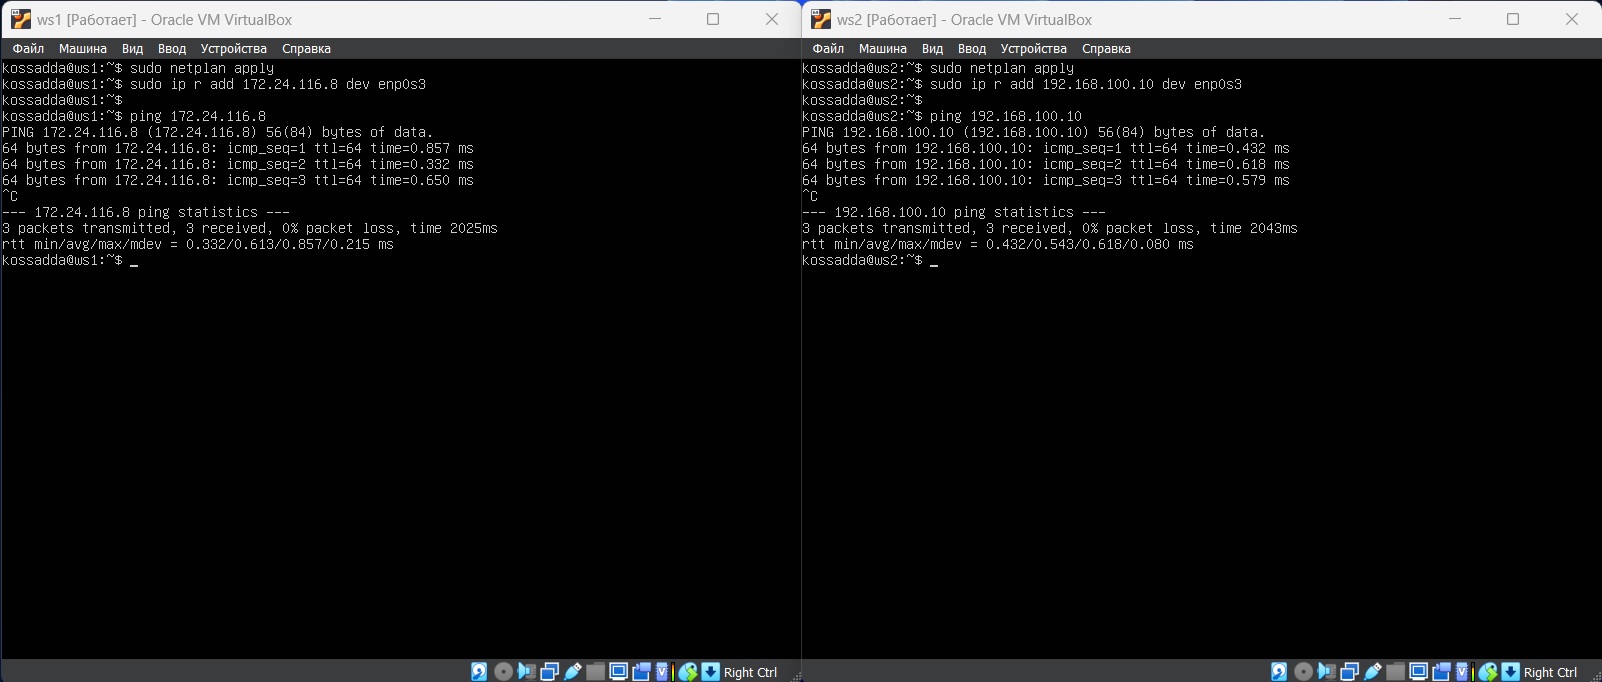 ws1 [Работает] - Oracle VM VirtualBox
Файл Машина Вид Ввод Устройства Справка
kossadda@ws1:~$ sudo netplan apply
kossadda@ws1:~$ sudo ip r add 172.24.116.8 dev enp0s3
kossadda@ws1:~$
kossadda@ws1:~$ ping 172.24.116.8
PING 172.24.116.8 (172.24.116.8) 56(84) bytes of data.
64 bytes from 172.24.116.8: icmp_seq=1 ttl=64 time=0.857 ms
64 bytes from 172.24.116.8: icmp_seq=2 ttl=64 time=0.332 ms
64 bytes from 172.24.116.8: icmp_seq=3 ttl=64 time=0.650 ms
^C
--- 172.24.116.8 ping statistics ---
3 packets transmitted, 3 received, 0% packet loss, time 2025ms
rtt min/avg/max/mdev = 0.332/0.613/0.857/0.215 ms
kossadda@ws1:~$ _
Right Ctrl
ws2 [Работает] - Oracle VM VirtualBox
Файл Машина Вид Ввод Устройства Справка
kossadda@ws2:~$ sudo netplan apply
kossadda@ws2:~$ sudo ip r add 192.168.100.10 dev enp0s3
kossadda@ws2:~$
kossadda@ws2:~$ ping 192.168.100.10
PING 192.168.100.10 (192.168.100.10) 56(84) bytes of data.
64 bytes from 192.168.100.10: icmp_seq=1 ttl=64 time=0.432 ms
64 bytes from 192.168.100.10: icmp_seq=2 ttl=64 time=0.618 ms
64 bytes from 192.168.100.10: icmp_seq=3 ttl=64 time=0.579 ms
^C
--- 192.168.100.10 ping statistics ---
3 packets transmitted, 3 received, 0% packet loss, time 2043ms
rtt min/avg/max/mdev = 0.432/0.543/0.618/0.080 ms
kossadda@ws2:~$ _
Right Ctrl